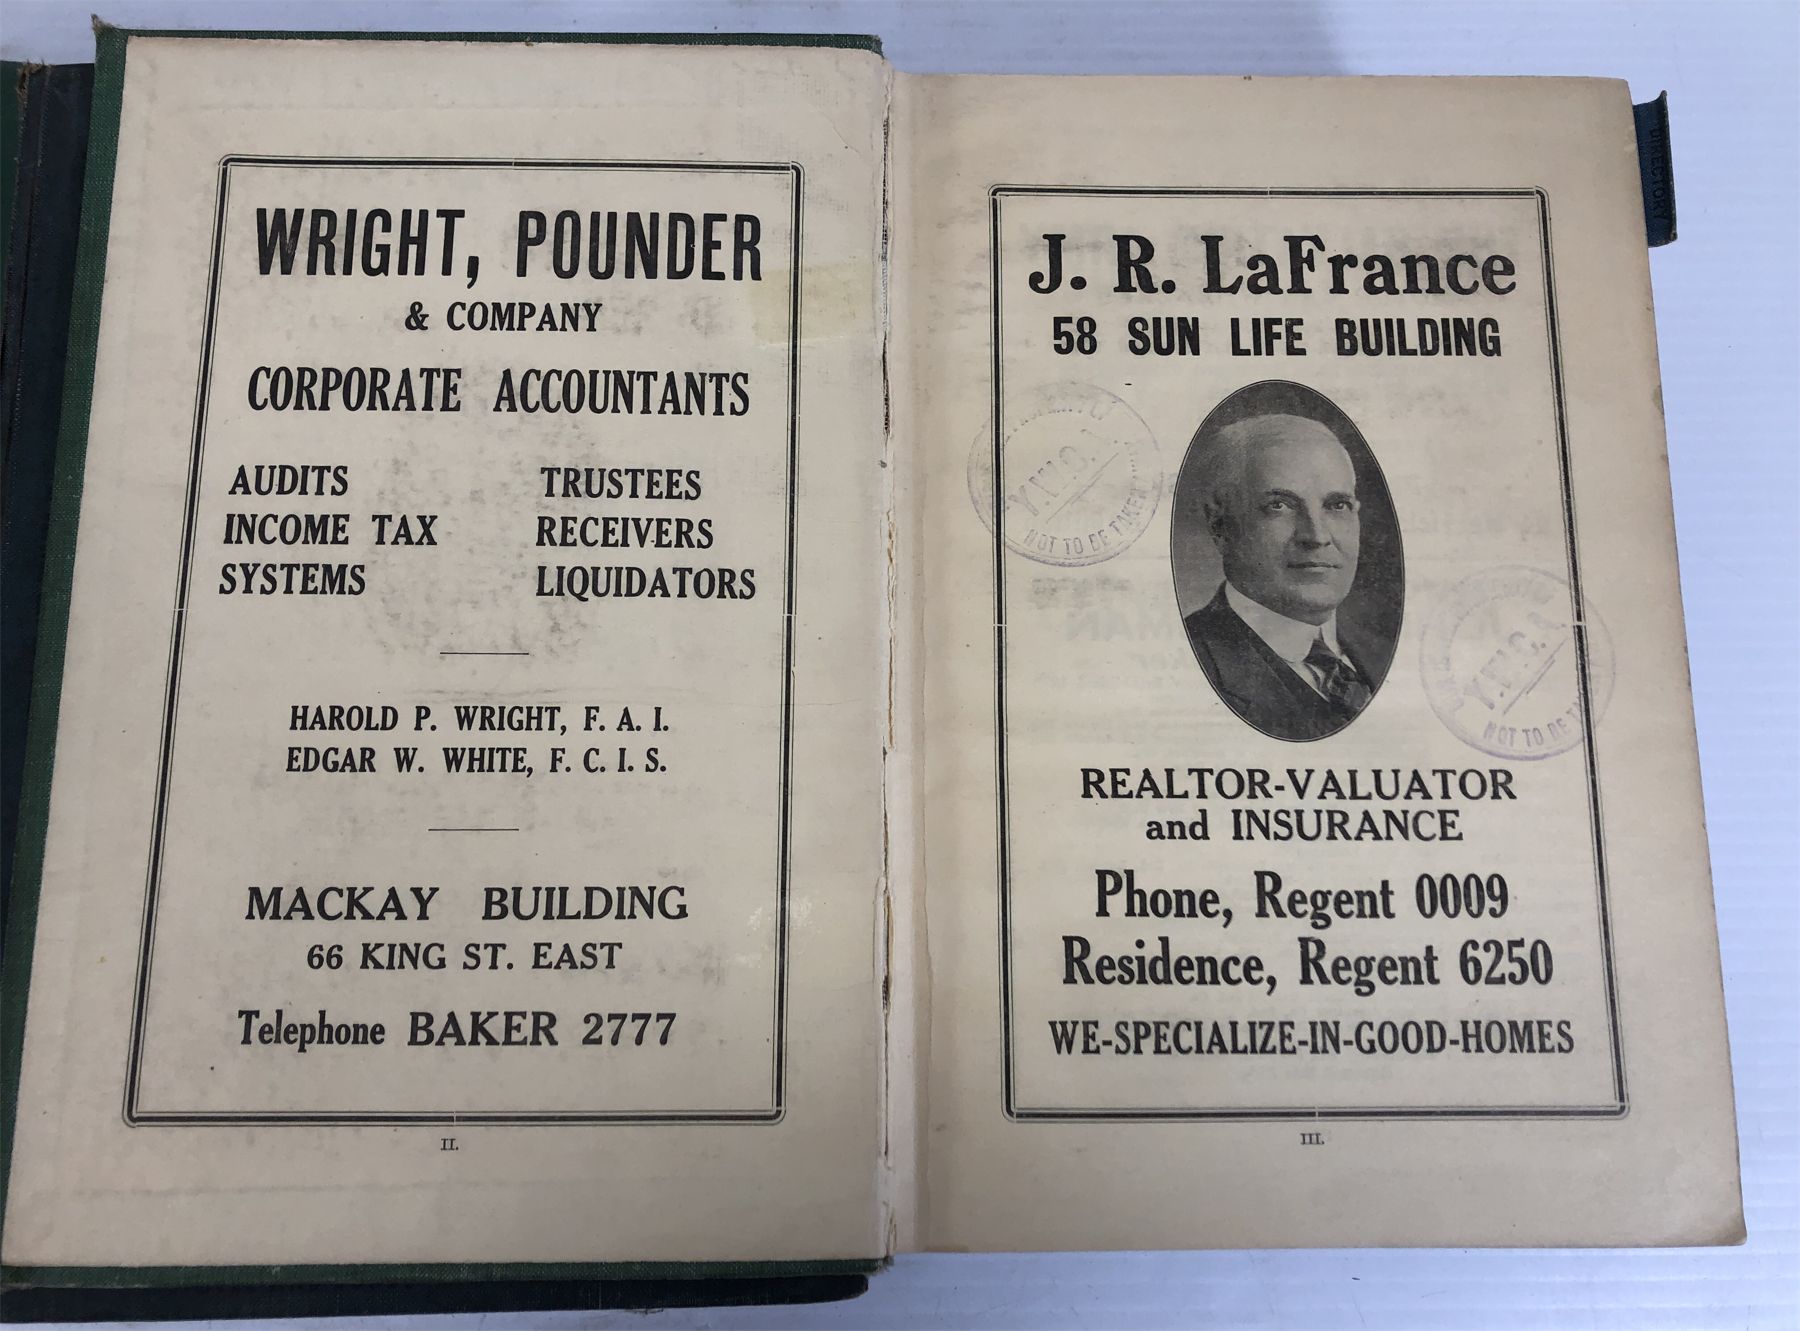 WRIGHT, POUNDER
& COMPANY
CORPORATE ACCOUNTANTS
AUDITS TRUSTEES
INCOME TAX RECEIVERS
SYSTEMS LIQUIDATORS
HAROLD P. WRIGHT, F. A. I.
EDGAR W. WHITE, F. C. I. S.
MACKAY BUILDING
66 KING ST. EAST
Telephone BAKER 2777
II.
J. R. LaFrance
58 SUN LIFE BUILDING
Y.M.C.A.
NOT TO BE TAKEN
Y.M.C.A.
NOT TO BE
REALTOR-VALUATOR
and INSURANCE
Phone, Regent 0009
Residence, Regent 6250
WE-SPECIALIZE-IN-GOOD-HOMES
III.
DIRECTORY